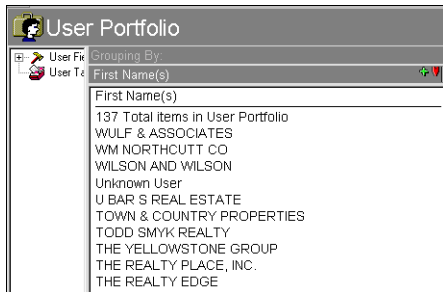 User Portfolio
User Fie
User Ta
Grouping By:
First Name(s)
First Name(s)
137 Total items in User Portfolio
WULF & ASSOCIATES
WM NORTHCUTT CO
WILSON AND WILSON
Unknown User
U BAR S REAL ESTATE
TOWN & COUNTRY PROPERTIES
TODD SMYK REALTY
THE YELLOWSTONE GROUP
THE REALTY PLACE, INC.
THE REALTY EDGE